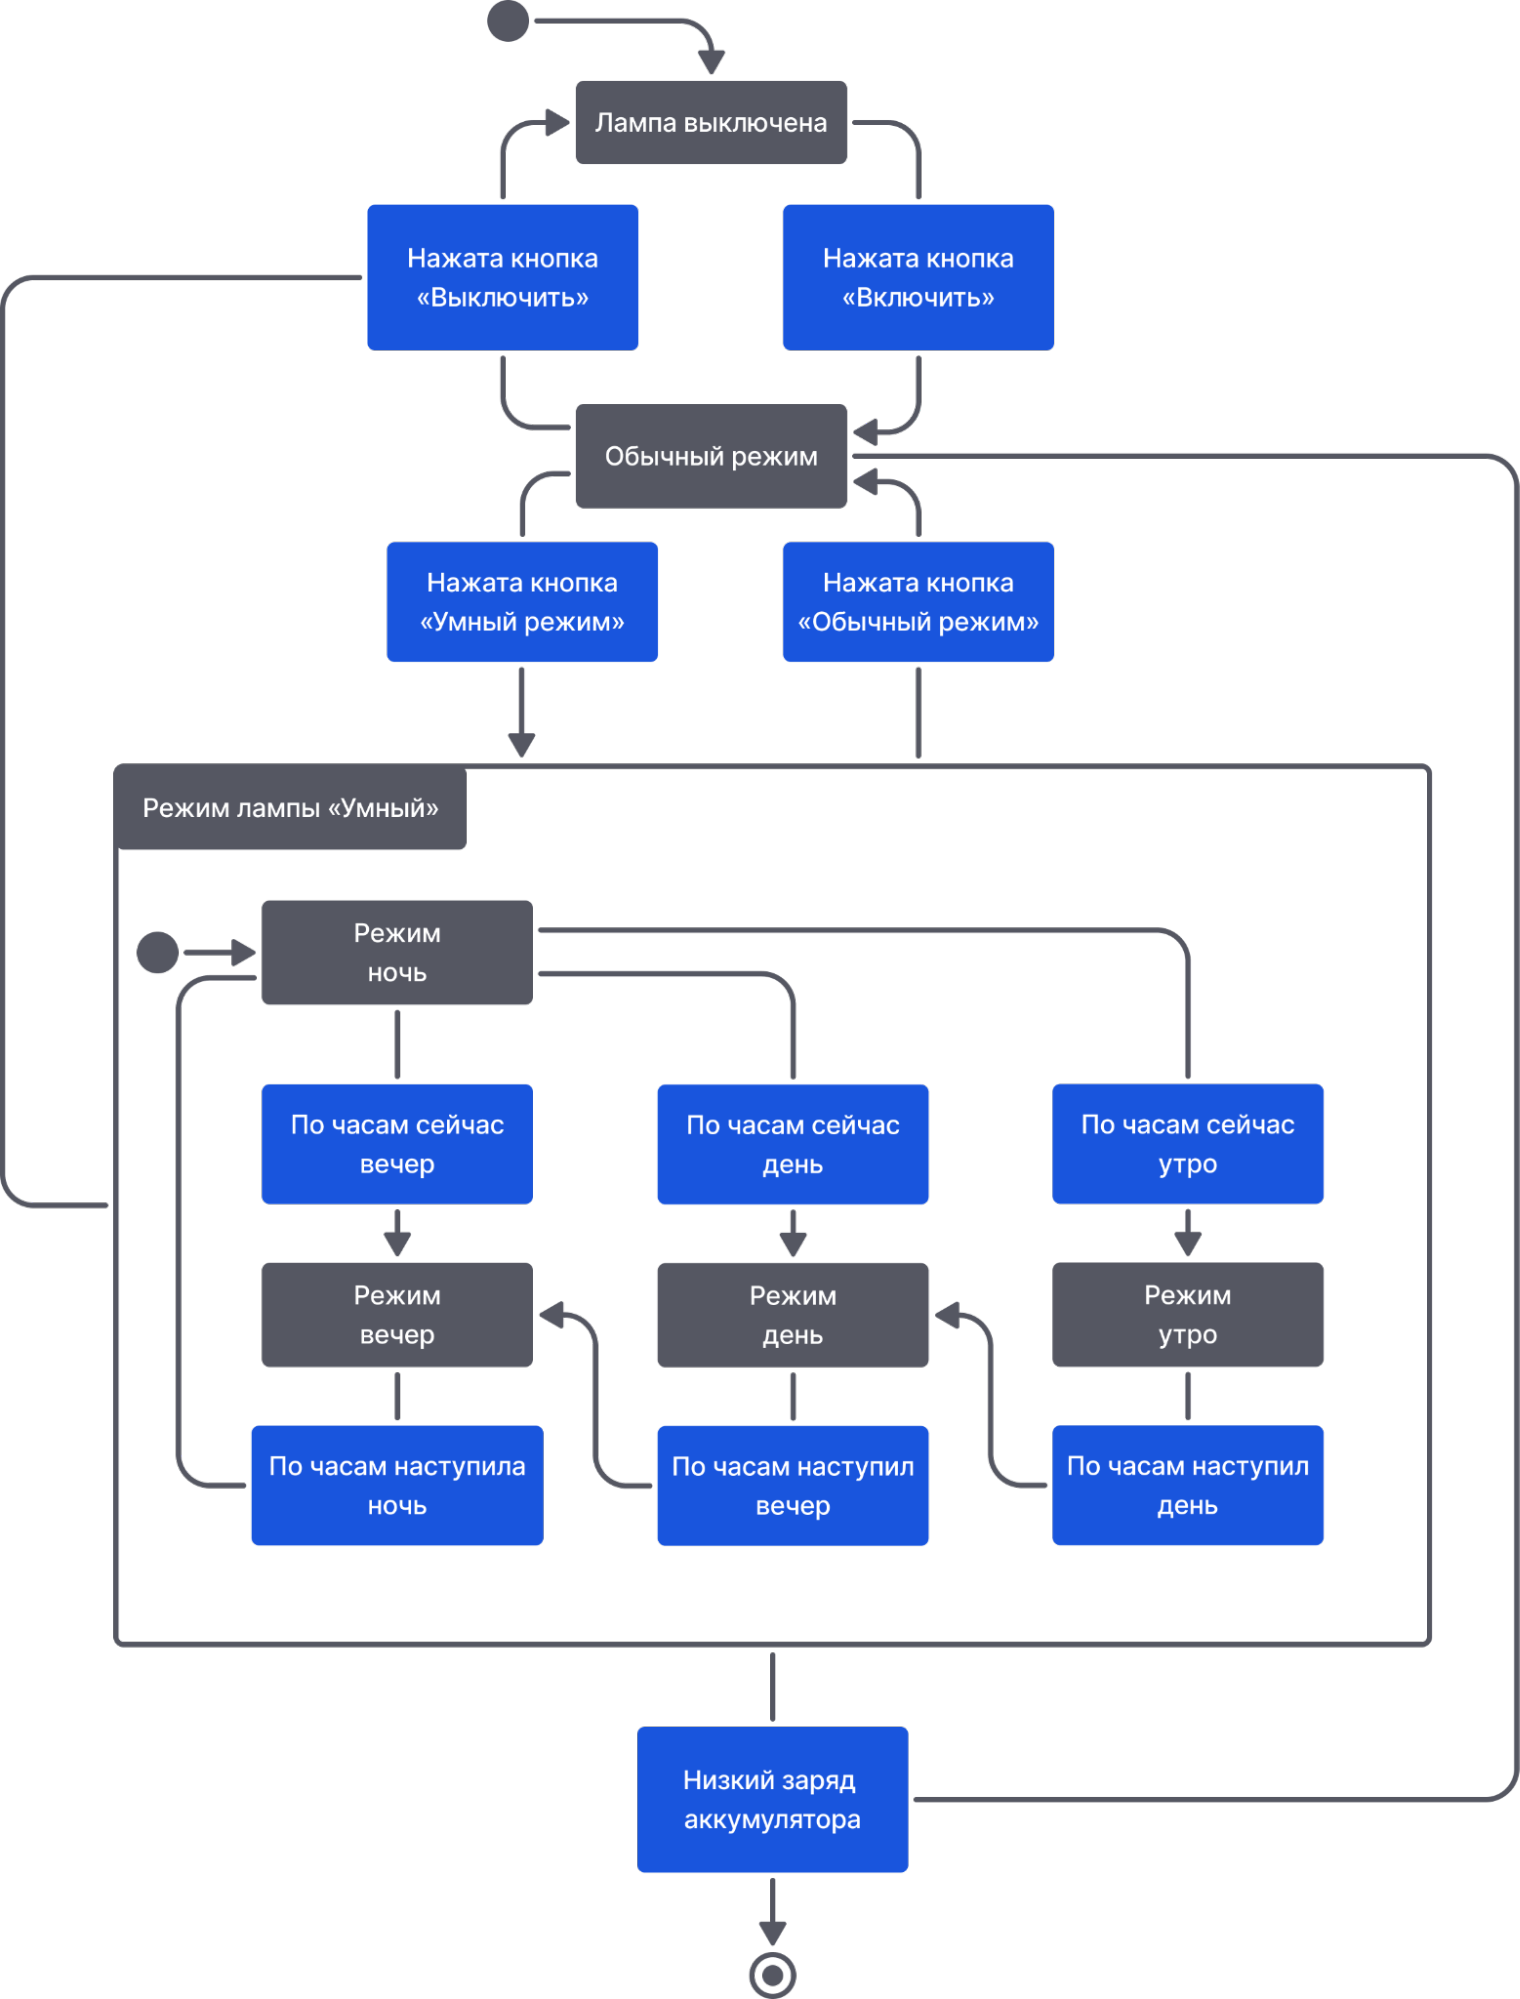 Лампа выключена
Нажата кнопка
«Выключить»
Нажата кнопка
«Включить»
Обычный режим
Нажата кнопка
«Умный режим»
Нажата кнопка
«Обычный режим»
Режим лампы «Умный»
Режим
ночь
По часам сейчас
вечер
По часам сейчас
день
По часам сейчас
утро
Режим
вечер
Режим
день
Режим
утро
По часам наступила
ночь
По часам наступил
вечер
По часам наступил
день
Низкий заряд
аккумулятора